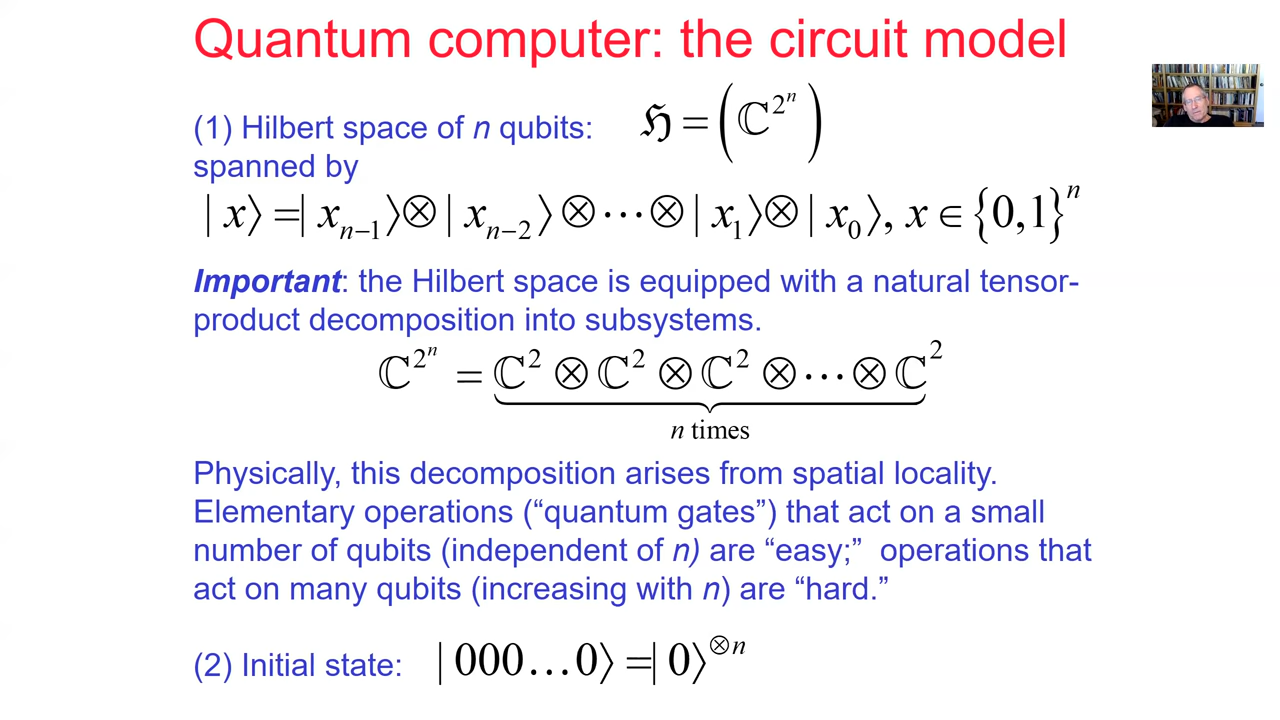 Quantum computer: the circuit model
(1) Hilbert space of n qubits: ℌ = (ℂ^{2^n})
spanned by
| x⟩ =| x_{n−1} ⟩⊗ | x_{n−2} ⟩ ⊗⋯⊗ | x_1 ⟩⊗ | x_0 ⟩, x ∈ {0,1}^n
Important: the Hilbert space is equipped with a natural tensor-
product decomposition into subsystems.
ℂ^{2^n} = ℂ^2 ⊗ ℂ^2 ⊗ ℂ^2 ⊗⋯⊗ ℂ^2
n times
Physically, this decomposition arises from spatial locality.
Elementary operations (“quantum gates”) that act on a small
number of qubits (independent of n) are “easy;” operations that
act on many qubits (increasing with n) are “hard.”
(2) Initial state: | 000…0⟩ =| 0⟩^{⊗n}